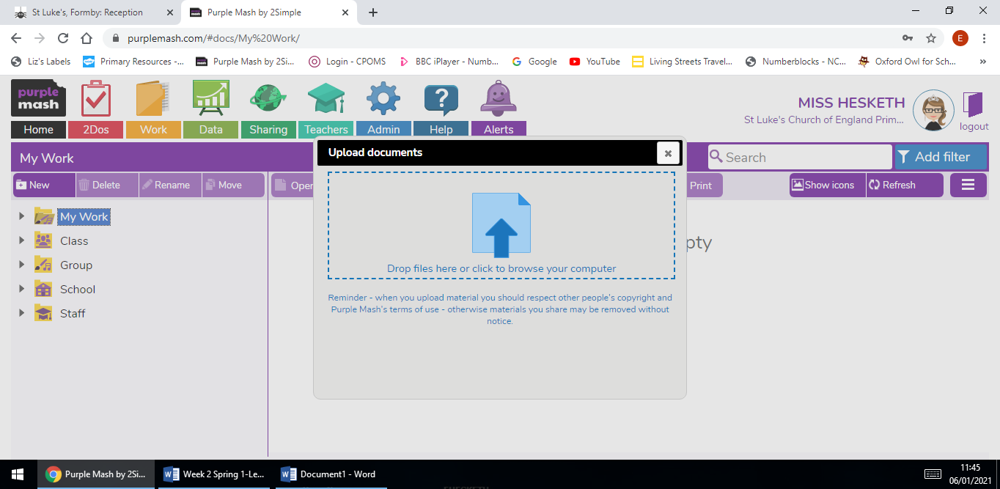 St Luke's, Formby: Reception
Purple Mash by 2Simple
purplemash.com/#docs/My%20Work/
E
Liz's Labels
Primary Resources -...
Purple Mash by 2Si...
Login - CPOMS
BBC iPlayer - Numb...
Google
YouTube
Living Streets Travel...
Numberblocks - NC...
Oxford Owl for Sch...
»
purple
mash
MISS HESKETH
St Luke's Church of England Prim...
logout
Home
2Dos
Work
Data
Sharing
Teachers
Admin
Help
Alerts
My Work
Upload documents
Search
Add filter
New
Delete
Rename
Move
Open
Print
Show icons
Refresh
My Work
Class
Group
School
Staff
pty
Drop files here or click to browse your computer
Reminder - when you upload material you should respect other people's copyright and
Purple Mash's terms of use - otherwise materials you share may be removed without
notice.
Purple Mash by 2Si...
Week 2 Spring 1-Le...
Document1 - Word
11:45
06/01/2021